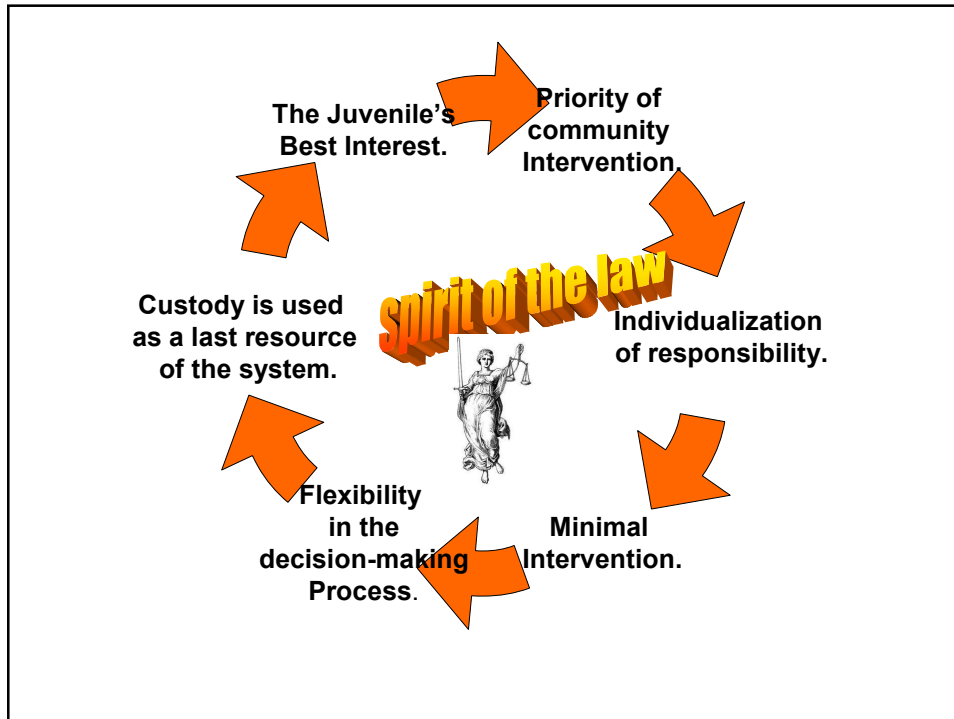 The Juvenile's
Best Interest.
Priority of
community
Intervention.
spirit of the law
Individualization
of responsibility.
Custody is used
as a last resource
of the system.
Flexibility
in the
decision-making
Process.
Minimal
Intervention.